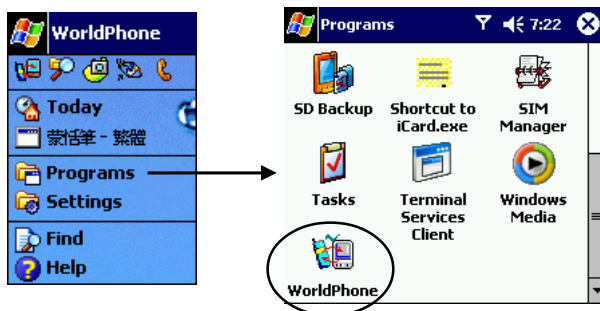 WorldPhone
Today
蒙恬筆 - 繁體
Programs
Settings
Find
Help
Programs 7:22
SD Backup
Shortcut to
iCard.exe
SIM
Manager
Tasks
Terminal
Services
Client
Windows
Media
WorldPhone